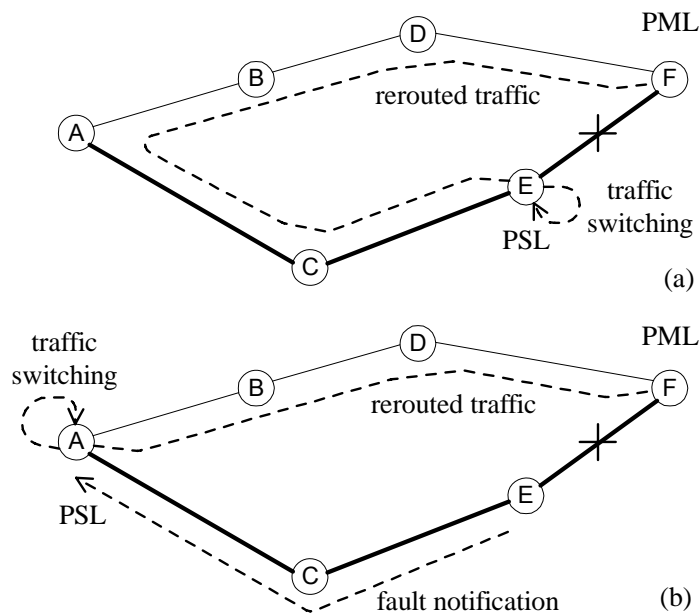 PML
D
B
F
rerouted traffic
A
E
traffic
switching
PSL
C
(a)
PML
traffic
switching
D
B
F
rerouted traffic
A
E
PSL
C
fault notification
(b)